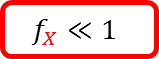 f_X ≪ 1